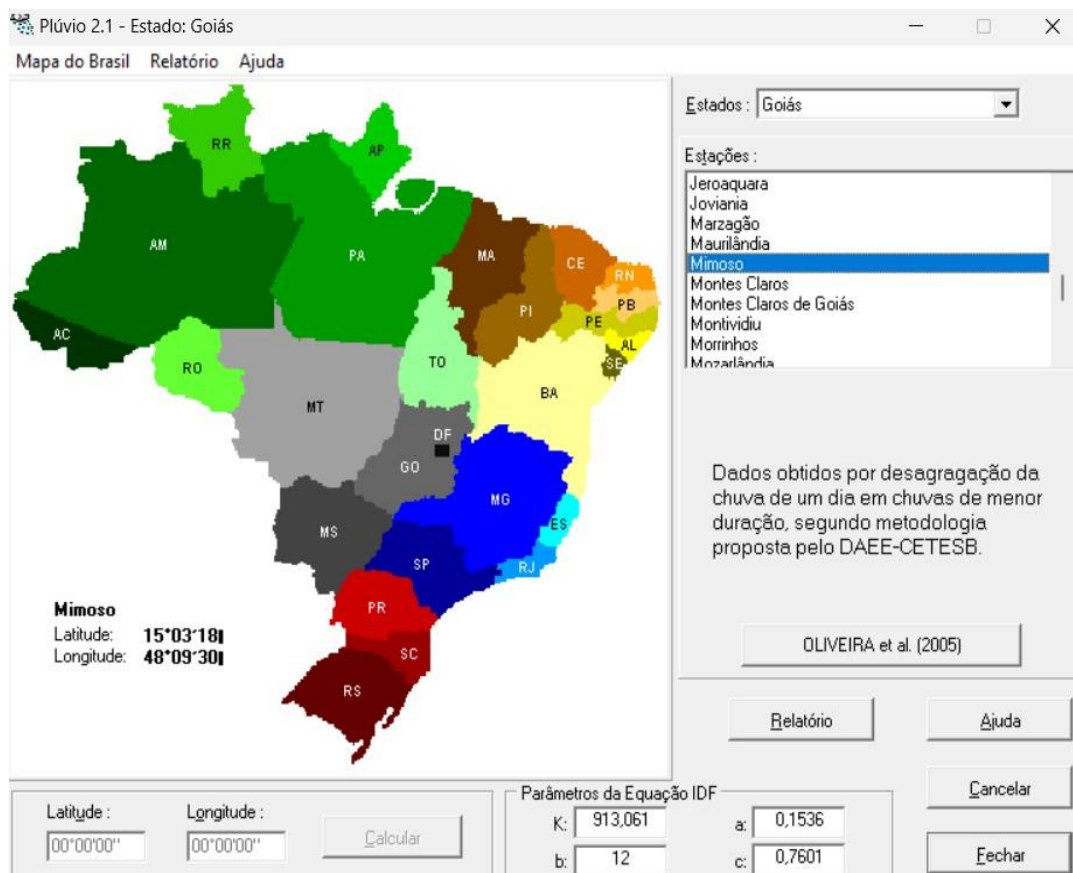 Plúvio 2.1 - Estado: Goiás
Mapa do Brasil Relatório Ajuda
Estados : Goiás
Estações :
Jeroaquara
Joviania
Marzagão
Maurilândia
Mimoso
Montes Claros
Montes Claros de Goiás
Montividiu
Morrinhos
Mozarlândia
RR
AP
AM
PA
MA
CE
RN
PB
PI
PE
AC
AL
TO
SE
RO
BA
MT
DF
GO
MG
MS
ES
SP
RJ
PR
SC
RS
Mimoso
Latitude: 15°03'18
Longitude: 48°09'30
Dados obtidos por desagragação da
chuva de um dia em chuvas de menor
duração, segundo metodologia
proposta pelo DAEE-CETESB.
OLIVEIRA et al. (2005)
Relatório Ajuda
Cancelar
Fechar
Latitude : Longitude :
00°00'00'' 00°00'00'' Calcular
Parâmetros da Equação IDF
K: 913,061 a: 0,1536
b: 12 c: 0,7601